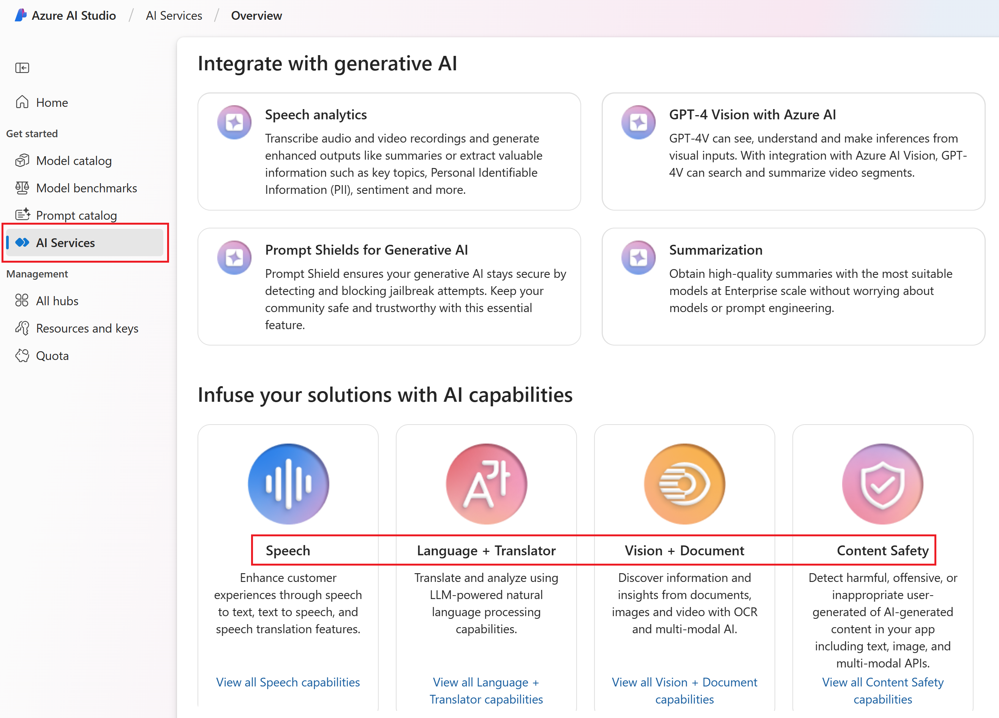 Azure AI Studio / AI Services / Overview
Home
Get started
Model catalog
Model benchmarks
Prompt catalog
AI Services
Management
All hubs
Resources and keys
Quota
Integrate with generative AI
Speech analytics
Transcribe audio and video recordings and generate
enhanced outputs like summaries or extract valuable
information such as key topics, Personal Identifiable
Information (PII), sentiment and more.
GPT-4 Vision with Azure AI
GPT-4V can see, understand and make inferences from
visual inputs. With integration with Azure AI Vision, GPT-
4V can search and summarize video segments.
Prompt Shields for Generative AI
Prompt Shield ensures your generative AI stays secure by
detecting and blocking jailbreak attempts. Keep your
community safe and trustworthy with this essential
feature.
Summarization
Obtain high-quality summaries with the most suitable
models at Enterprise scale without worrying about
models or prompt engineering.
Infuse your solutions with AI capabilities
A가
Speech
Enhance customer
experiences through speech
to text, text to speech, and
speech translation features.
View all Speech capabilities
Language + Translator
Translate and analyze using
LLM-powered natural
language processing
capabilities.
View all Language +
Translator capabilities
Vision + Document
Discover information and
insights from documents,
images and video with OCR
and multi-modal AI.
View all Vision + Document
capabilities
Content Safety
Detect harmful, offensive, or
inappropriate user-
generated of AI-generated
content in your app
including text, image, and
multi-modal APIs.
View all Content Safety
capabilities